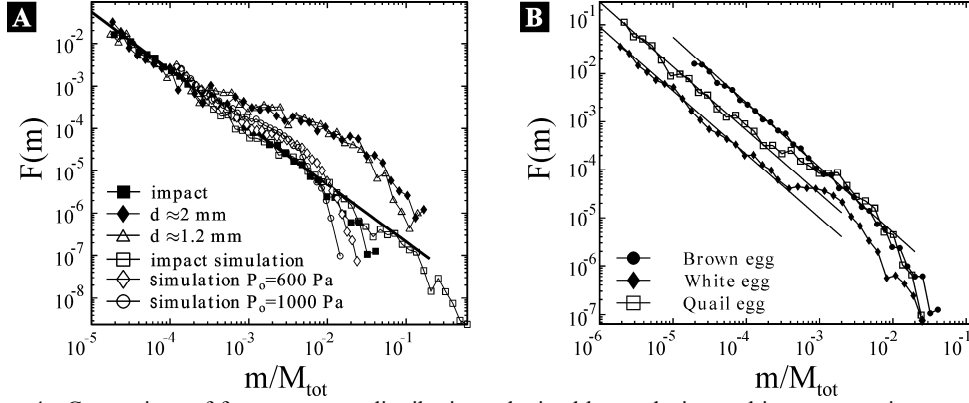 A
F(m)
10^-2
10^-3
10^-4
10^-5
10^-6
10^-7
10^-8
impact
d ≈2 mm
d ≈1.2 mm
impact simulation
simulation P_o=600 Pa
simulation P_o=1000 Pa
10^-5
10^-4
10^-3
10^-2
10^-1
m/M_tot
B
F(m)
10^-1
10^-2
10^-3
10^-4
10^-5
10^-6
10^-7
Brown egg
White egg
Quail egg
10^-6
10^-5
10^-4
10^-3
10^-2
10^-1
m/M_tot